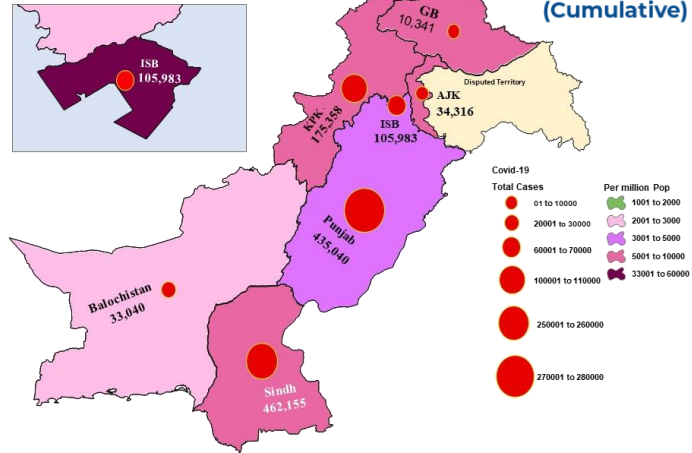 (Cumulative)
GB
10,341
ISB
105,983
Disputed Territory
AJK
34,316
KPK
175,358
ISB
105,983
Punjab
435,040
Balochistan
33,040
Sindh
462,155
Covid-19
Total Cases
01 to 10000
20001 to 30000
60001 to 70000
100001 to 110000
250001 to 260000
270001 to 280000
Per million Pop
1001 to 2000
2001 to 3000
3001 to 5000
5001 to 10000
33001 to 60000